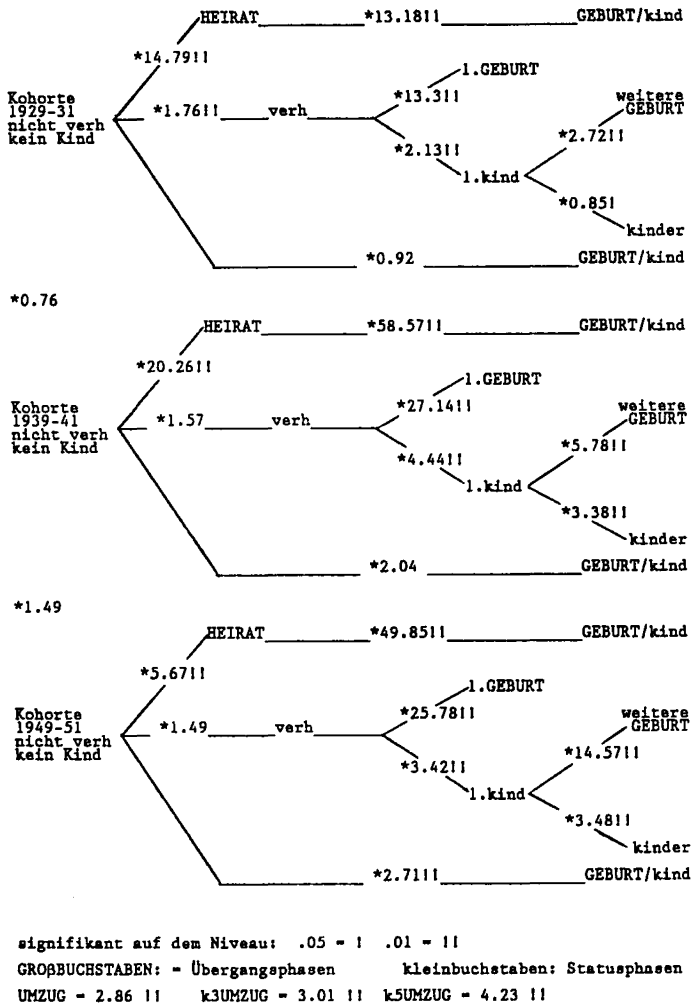 HEIRAT *13.18!! GEBURT/kind
*14.79!!
1.GEBURT
Kohorte
1929-31
nicht verh
kein Kind
*1.76!! verh
*13.3!!
weitere
GEBURT
*2.72!!
*2.13!!
1.kind
*0.85!
kinder
*0.92 GEBURT/kind
*0.76
HEIRAT *58.57!! GEBURT/kind
*20.26!!
1.GEBURT
Kohorte
1939-41
nicht verh
kein Kind
*1.57 verh
*27.14!!
weitere
GEBURT
*5.78!!
*4.44!!
1.kind
*3.38!!
kinder
*2.04 GEBURT/kind
*1.49
HEIRAT *49.85!! GEBURT/kind
*5.67!!
1.GEBURT
Kohorte
1949-51
nicht verh
kein Kind
*1.49 verh
*25.78!!
weitere
GEBURT
*14.57!!
*3.42!!
1.kind
*3.48!!
kinder
*2.71!! GEBURT/kind
signifikant auf dem Niveau: .05 = ! .01 = !!
GROβBUCHSTABEN: = Übergangsphasen kleinbuchstaben: Statusphasen
UMZUG = 2.86 !! k3UMZUG = 3.01 !! k5UMZUG = 4.23 !!